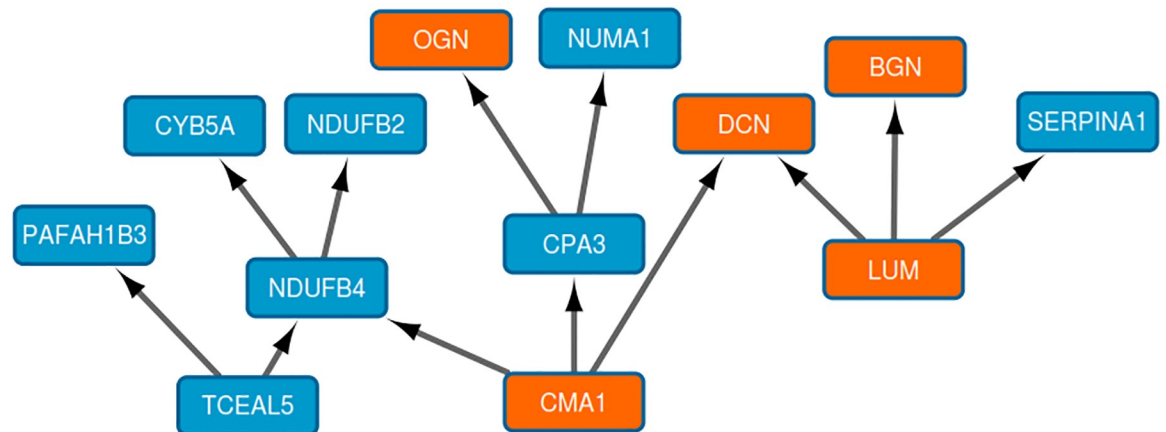 OGN
NUMA1
BGN
CYB5A
NDUFB2
DCN
SERPINA1
PAFAH1B3
CPA3
LUM
NDUFB4
TCEAL5
CMA1